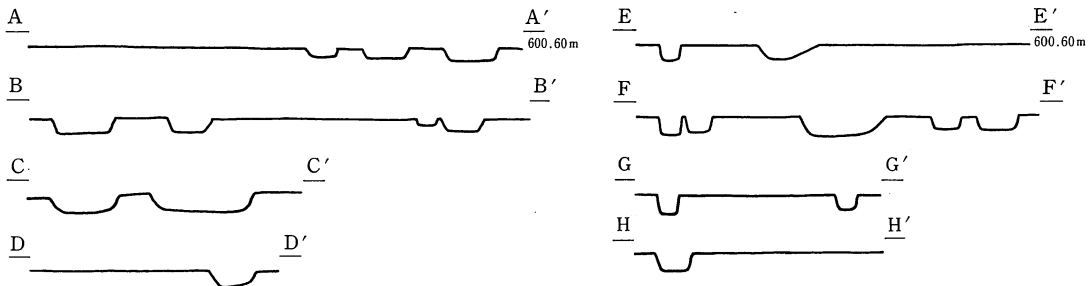 A A′ 600.60m
B B′
C C′
D D′
E E′ 600.60m
F F′
G G′
H H′